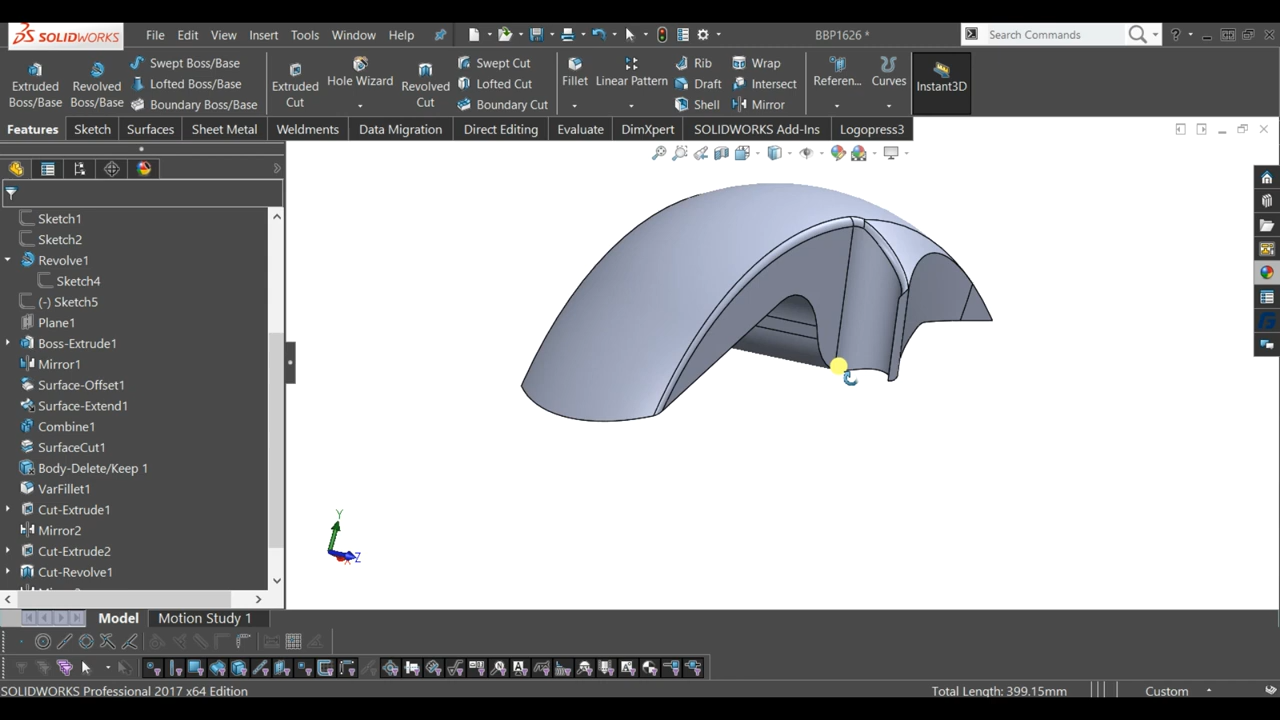 SOLIDWORKS File Edit View Insert Tools Window Help BBP1626 * Search Commands
Extruded Boss/Base Revolved Boss/Base Swept Boss/Base Lofted Boss/Base Boundary Boss/Base Extruded Cut Hole Wizard Revolved Cut Swept Cut Lofted Cut Boundary Cut Fillet Linear Pattern Rib Draft Shell Wrap Intersect Mirror Referen... Curves Instant3D
Features Sketch Surfaces Sheet Metal Weldments Data Migration Direct Editing Evaluate DimXpert SOLIDWORKS Add-Ins Logopress3
Sketch1
Sketch2
Revolve1
Sketch4
(-) Sketch5
Plane1
Boss-Extrude1
Mirror1
Surface-Offset1
Surface-Extend1
Combine1
SurfaceCut1
Body-Delete/Keep 1
VarFillet1
Cut-Extrude1
Mirror2
Cut-Extrude2
Cut-Revolve1
Y
Z
X
Model Motion Study 1
SOLIDWORKS Professional 2017 x64 Edition Total Length: 399.15mm Custom